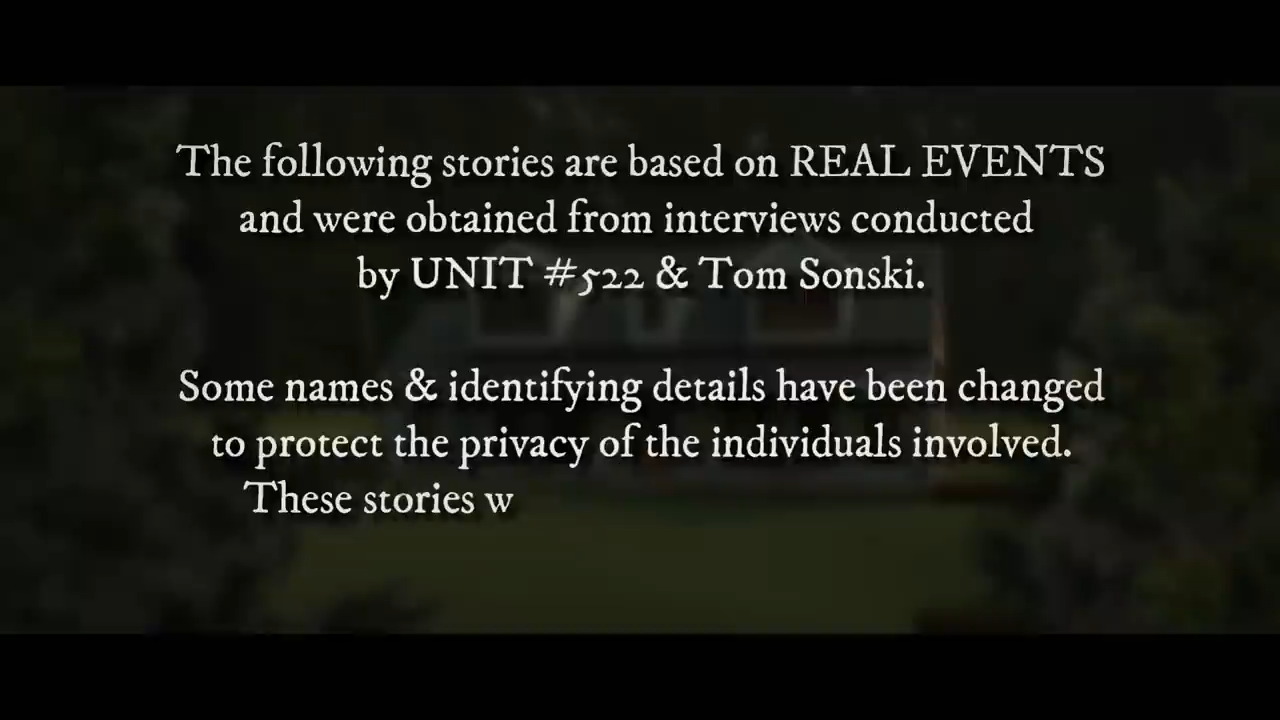 The following stories are based on REAL EVENTS
and were obtained from interviews conducted
by UNIT #522 & Tom Sonski.
Some names & identifying details have been changed
to protect the privacy of the individuals involved.
These stories w